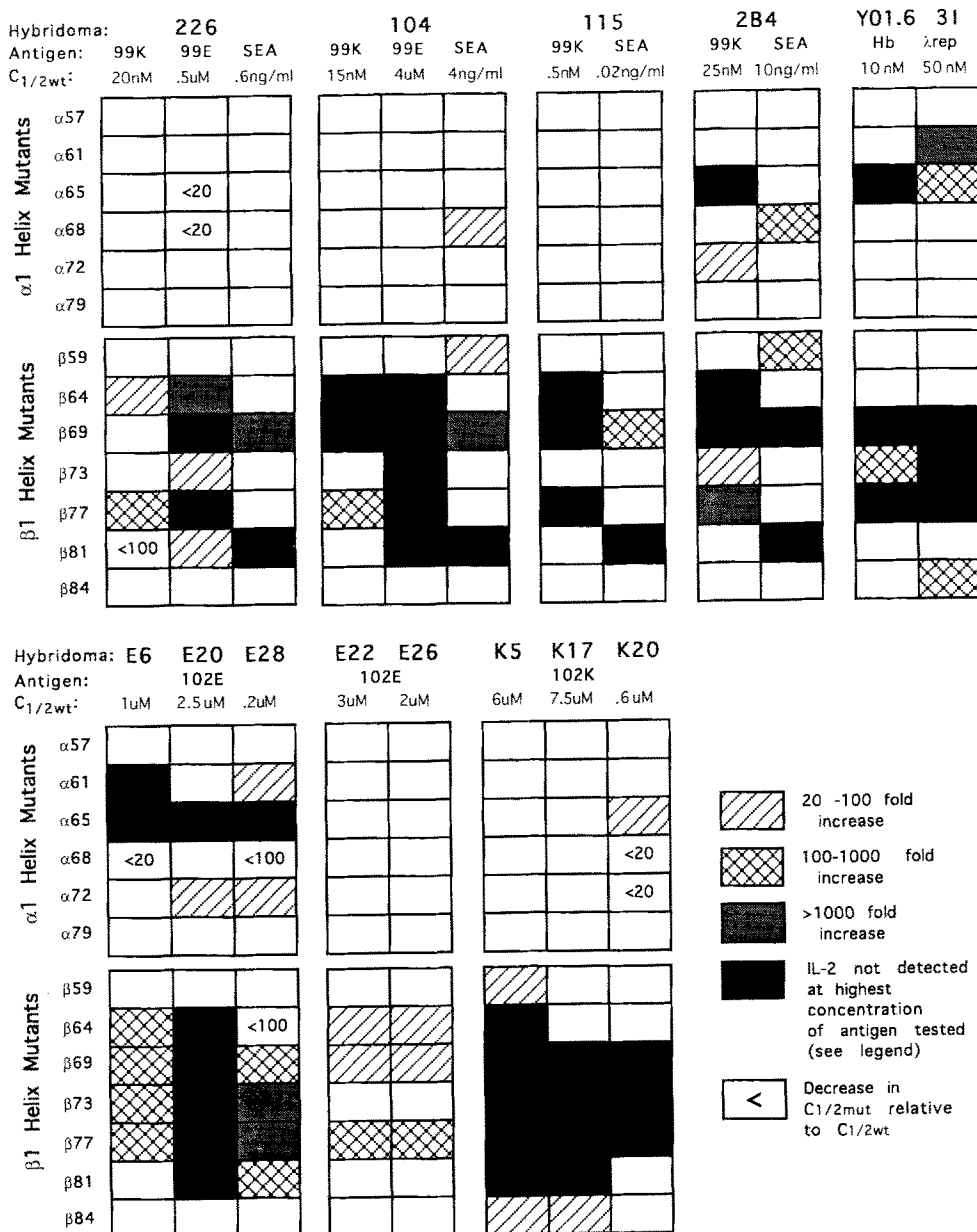 Hybridoma: 226 104 115 2B4 Y01.6 3I
Antigen: 99K 99E SEA 99K 99E SEA 99K SEA 99K SEA Hb λrep
C1/2wt: 20nM .5uM .6ng/ml 15nM 4uM 4ng/ml .5nM .02ng/ml 25nM 10ng/ml 10nM 50nM
α1 Helix Mutants
α57
α61
α65 <20
α68 <20
α72
α79
β1 Helix Mutants
β59
β64
β69
β73
β77
β81 <100
β84
Hybridoma: E6 E20 E28 E22 E26 K5 K17 K20
Antigen: 102E 102E 102K
C1/2wt: 1uM 2.5uM .2uM 3uM 2uM 6uM 7.5uM .6uM
α1 Helix Mutants
α57
α61
α65
α68 <20 <100 <20
α72 <20
α79
β1 Helix Mutants
β59
β64 <100
β69
β73
β77
β81
β84
20 -100 fold
increase
100-1000 fold
increase
>1000 fold
increase
IL-2 not detected
at highest
concentration
of antigen tested
(see legend)
< Decrease in
C1/2mut relative
to C1/2wt